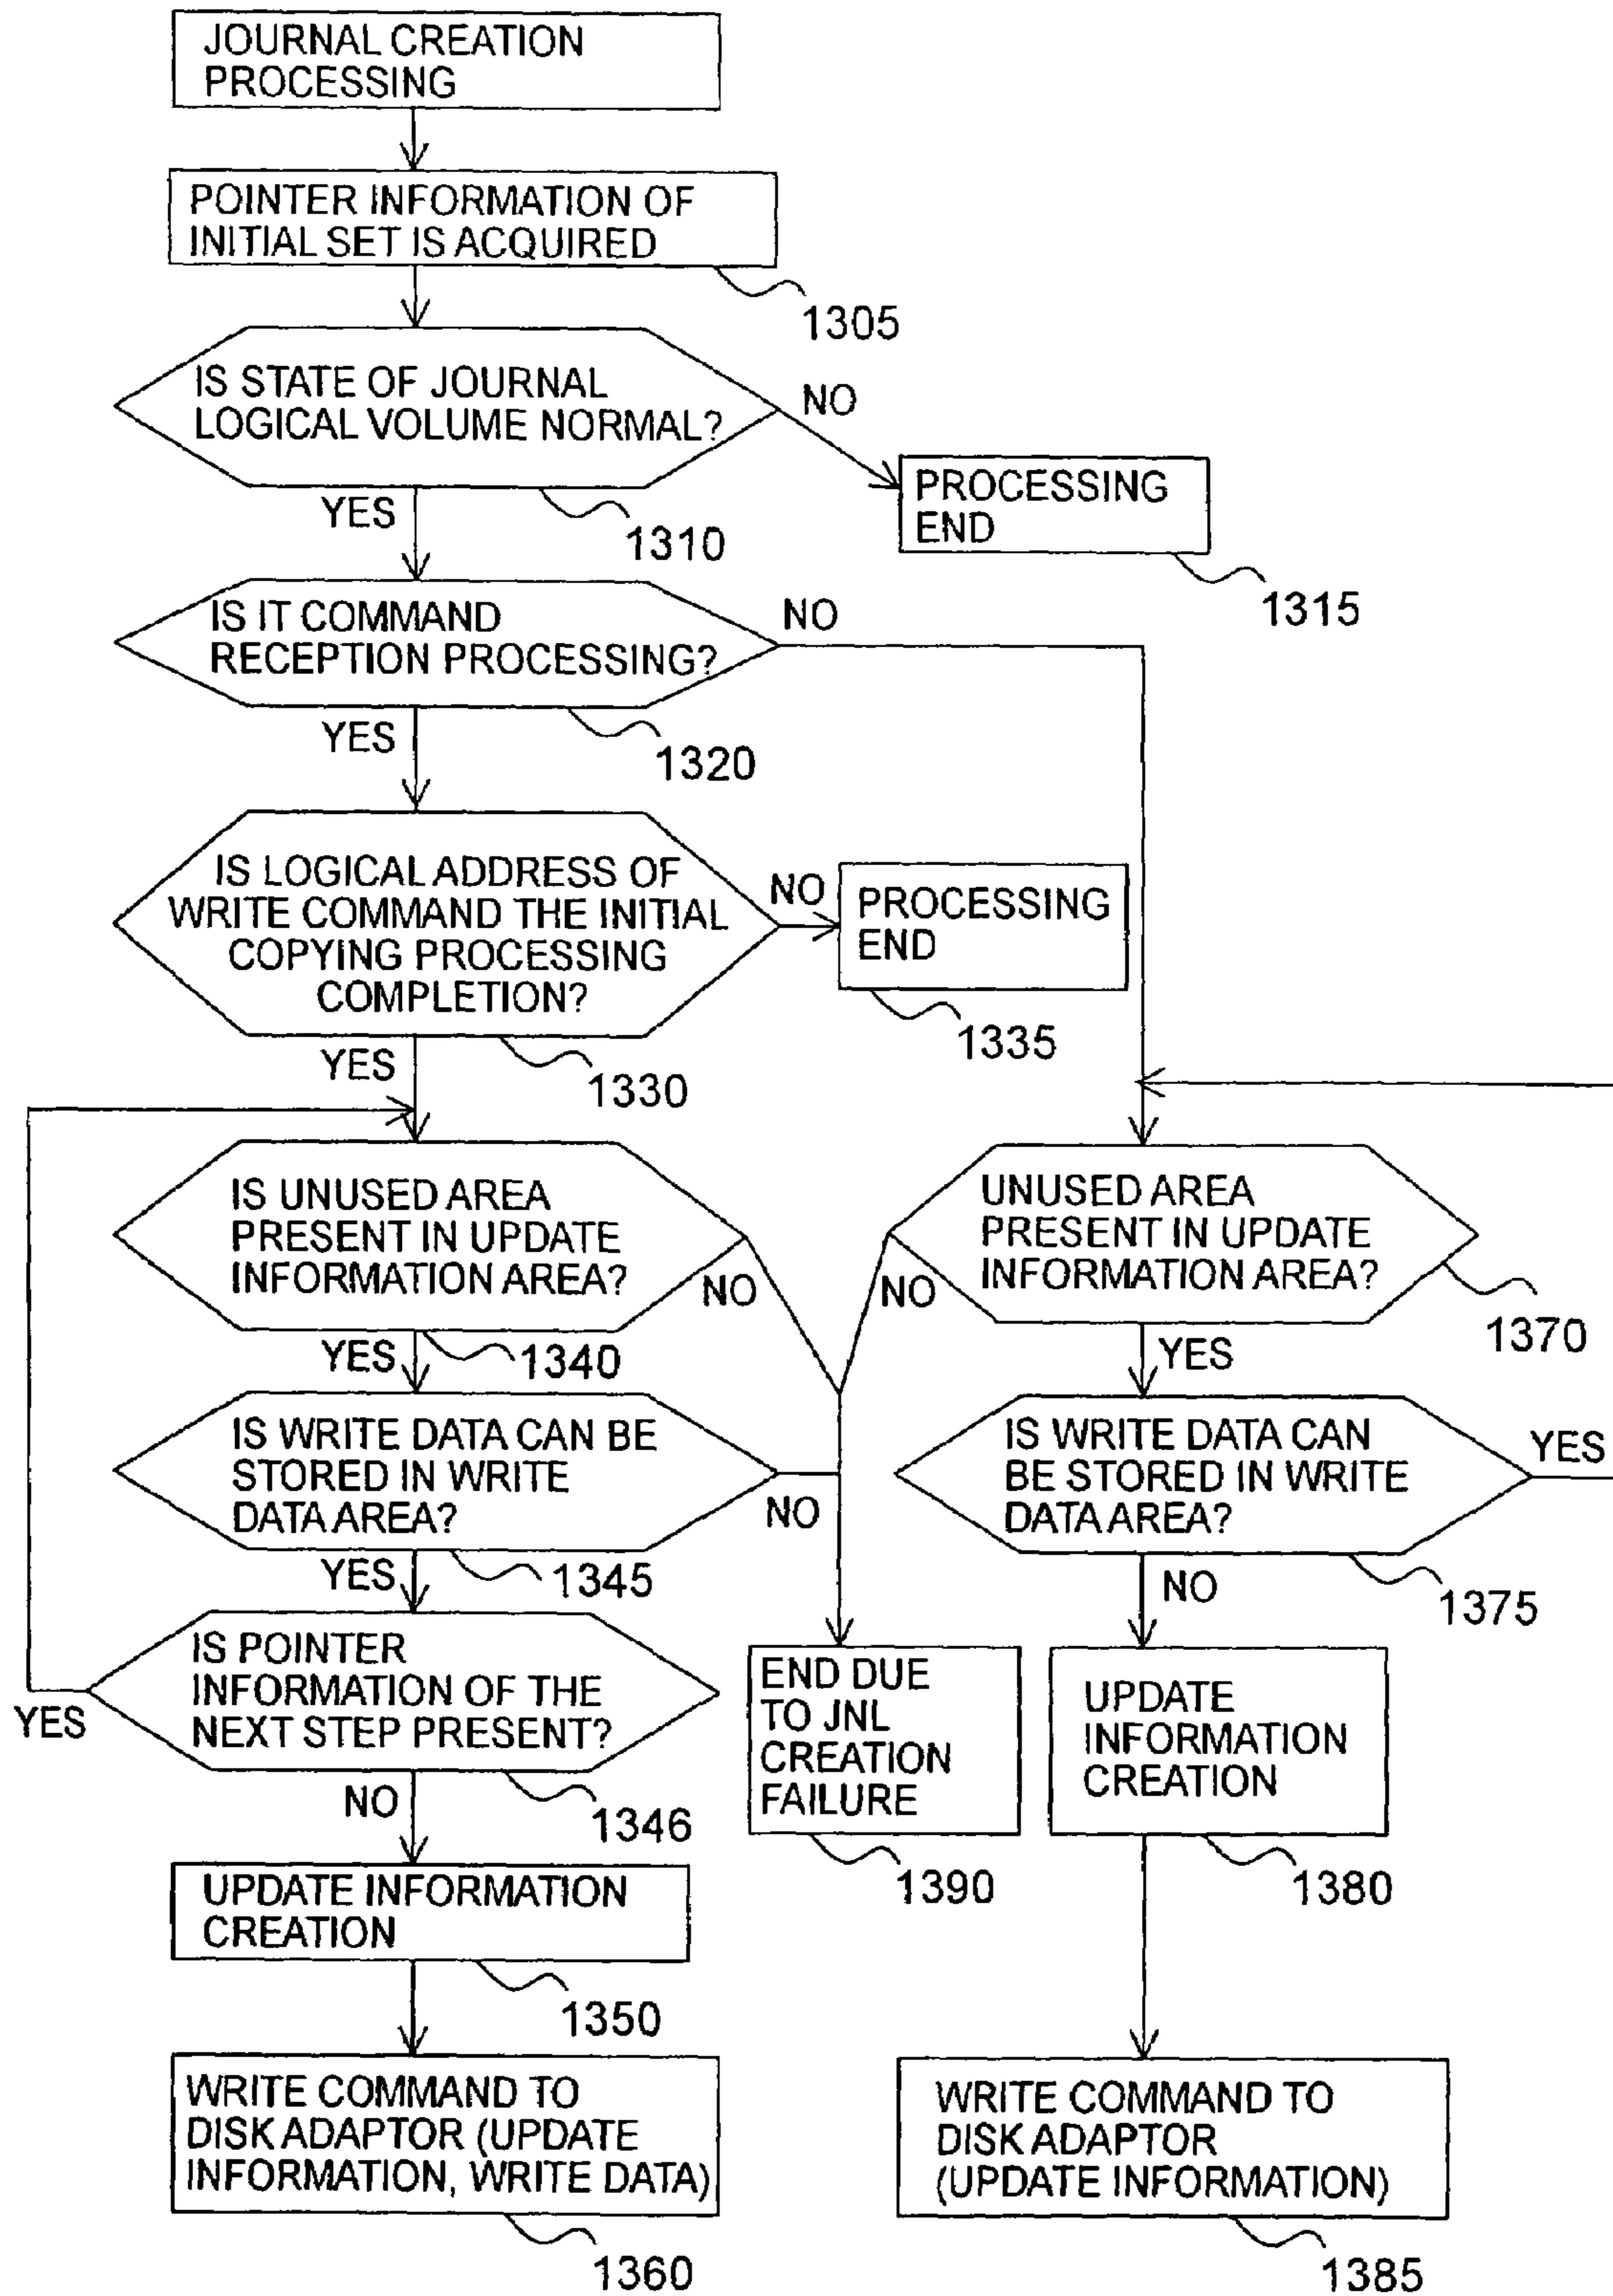 JOURNAL CREATION
PROCESSING
POINTER INFORMATION OF
INITIAL SET IS ACQUIRED
1305
IS STATE OF JOURNAL
LOGICAL VOLUME NORMAL?
NO
PROCESSING
END
YES
1310
1315
IS IT COMMAND
RECEPTION PROCESSING?
NO
YES
1320
IS LOGICAL ADDRESS OF
WRITE COMMAND THE INITIAL
COPYING PROCESSING
COMPLETION?
NO
PROCESSING
END
1335
YES
1330
IS UNUSED AREA
PRESENT IN UPDATE
INFORMATION AREA?
NO
UNUSED AREA
PRESENT IN UPDATE
INFORMATION AREA?
NO
1370
YES
1340
YES
IS WRITE DATA CAN BE
STORED IN WRITE
DATA AREA?
NO
IS WRITE DATA CAN
BE STORED IN WRITE
DATA AREA?
YES
YES
1345
NO
1375
IS POINTER
INFORMATION OF THE
NEXT STEP PRESENT?
YES
NO
1346
END DUE
TO JNL
CREATION
FAILURE
1390
UPDATE
INFORMATION
CREATION
1380
UPDATE INFORMATION
CREATION
1350
WRITE COMMAND TO
DISK ADAPTOR (UPDATE
INFORMATION, WRITE DATA)
1360
WRITE COMMAND TO
DISK ADAPTOR
(UPDATE INFORMATION)
1385